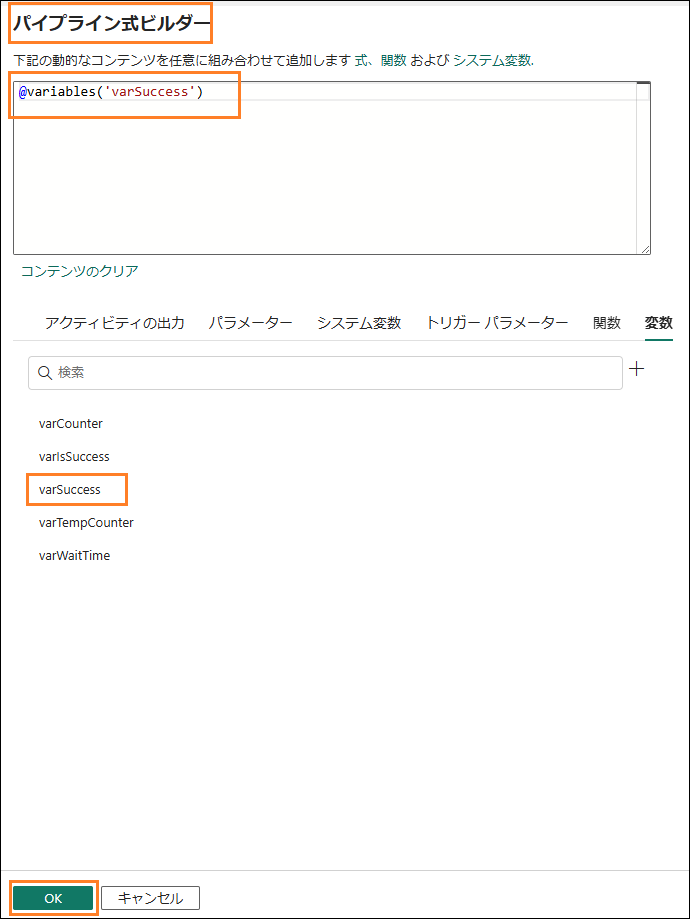 パイプライン式ビルダー
下記の動的なコンテンツを任意に組み合わせて追加します 式、関数 および システム変数.
@variables('varSuccess')
コンテンツのクリア
アクティビティの出力 パラメーター システム変数 トリガー パラメーター 関数 変数
検索
varCounter
varIsSuccess
varSuccess
varTempCounter
varWaitTime
OK キャンセル